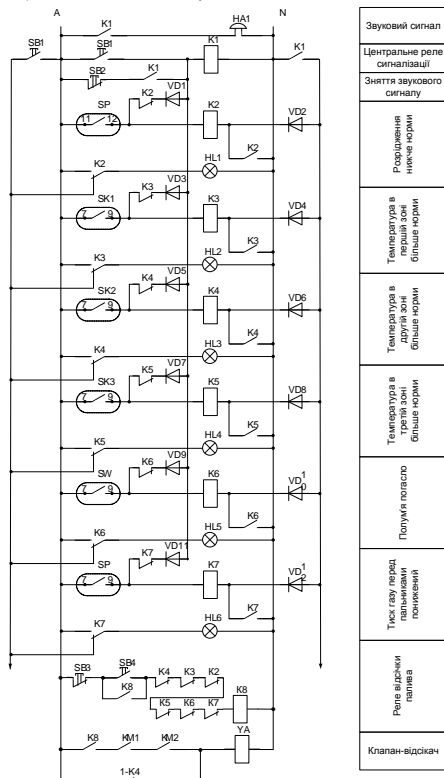 A N
K1 HA1 Звуковий сигнал
SB1 SB1 K1 K1 Центральне реле сигналізації
SB2 K1 Зняття звукового сигналу
K2 VD1
SP K2 VD2 Розрідження нижче норми
11 12
K2
K2 HL1
K3 VD3
SK1 K3 VD4 Температура в першій зоні більше норми
7 9
K3
K3 HL2
K4 VD5
SK2 K4 VD6 Температура в другій зоні більше норми
7 9
K4
K4 HL3
K5 VD7
SK3 K5 VD8 Температура в третій зоні більше норми
7 9
K5
K5 HL4
K6 VD9
SW K6 VD10 Полум'я погасло
7 9
K6
K6 HL5
K7 VD11
SP K7 VD12 Тиск газу перед пальниками понижений
7 9
K7
K7 HL6
SB3 SB4 K4 K3 K2 Реле відсічки палива
K8
K5 K6 K7 K8
K8 KM1 KM2 YA Клапан-відсікач
1-K4